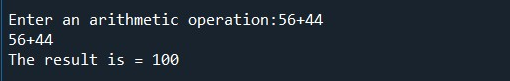 Enter an arithmetic operation:56+44
56+44
The result is = 100